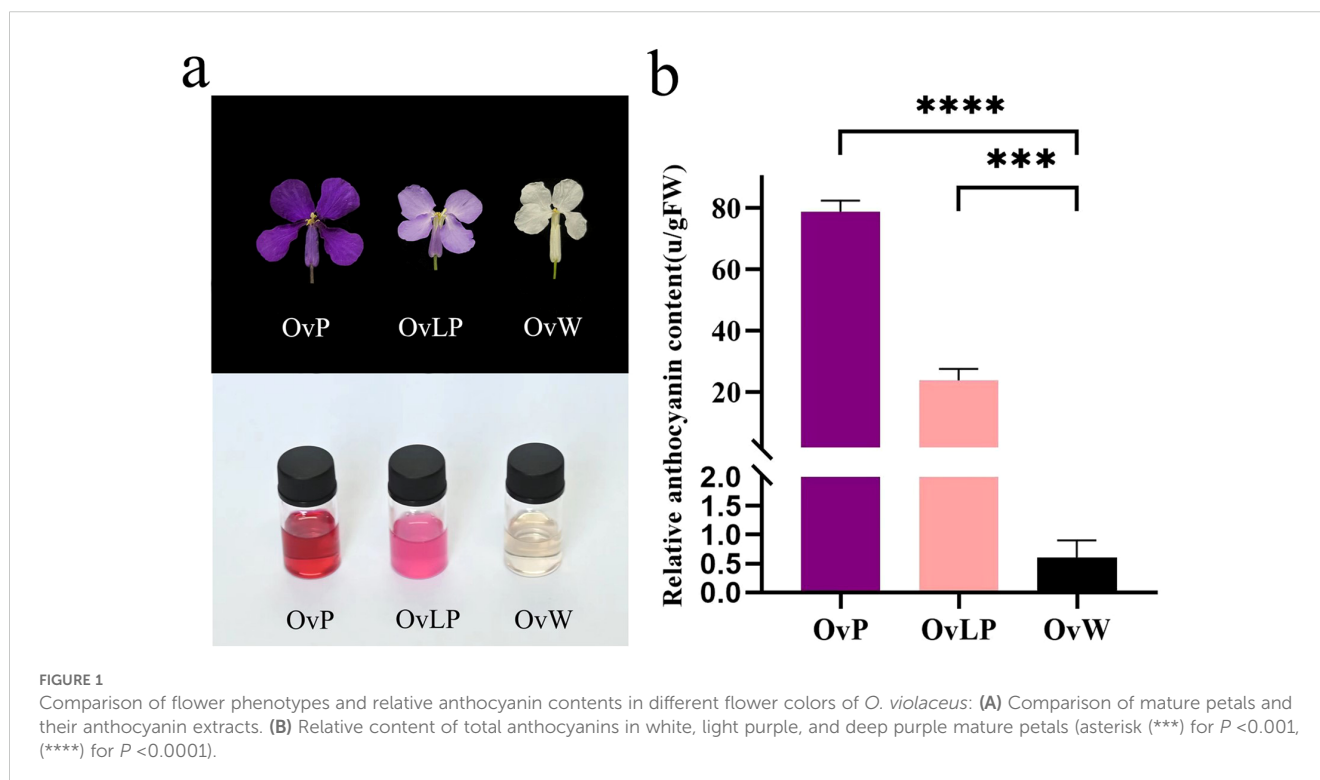 a
OvP OvLP OvW
OvP OvLP OvW
b
****
***
Relative anthocyanin content(u/gFW)
80
60
40
20
2.0
1.5
1.0
0.5
0.0
OvP OvLP OvW
FIGURE 1
Comparison of flower phenotypes and relative anthocyanin contents in different flower colors of O. violaceus: (A) Comparison of mature petals and
their anthocyanin extracts. (B) Relative content of total anthocyanins in white, light purple, and deep purple mature petals (asterisk (***) for P <0.001,
(****) for P <0.0001).